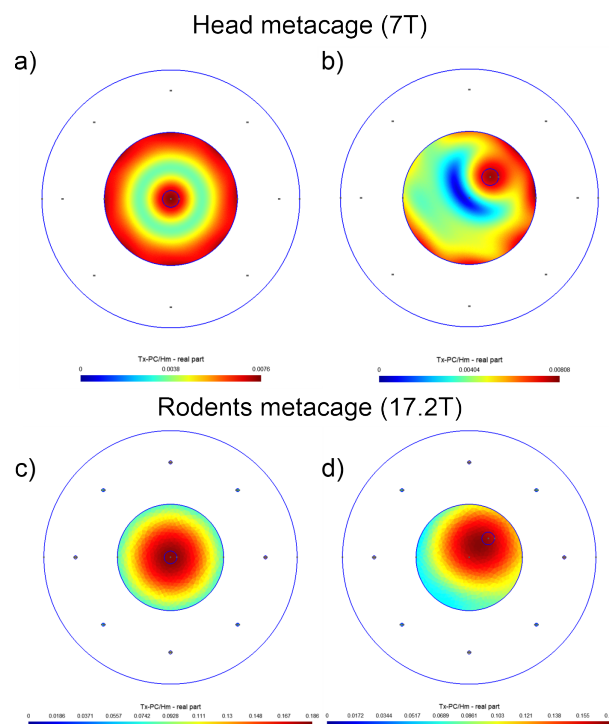 Head metacage (7T)
a)
b)
Tx-PC/Hm - real part
0 0.0038 0.0076
Tx-PC/Hm - real part
0 0.00404 0.00808
Rodents metacage (17.2T)
c)
d)
Tx-PC/Hm - real part
0 0.0186 0.0371 0.0557 0.0742 0.0928 0.111 0.13 0.148 0.167 0.186
Tx-PC/Hm - real part
0 0.0172 0.0344 0.0517 0.0689 0.0861 0.103 0.121 0.138 0.155